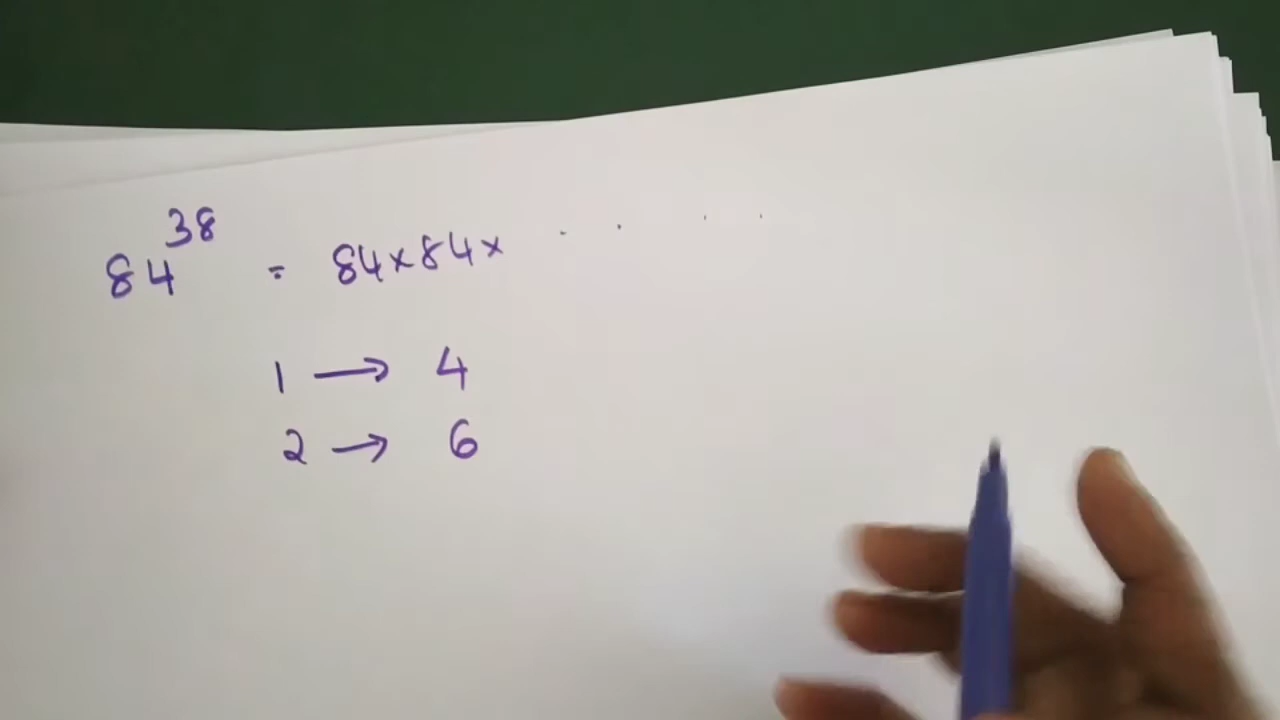 84^38 = 84×84× . . . .
1 → 4
2 → 6